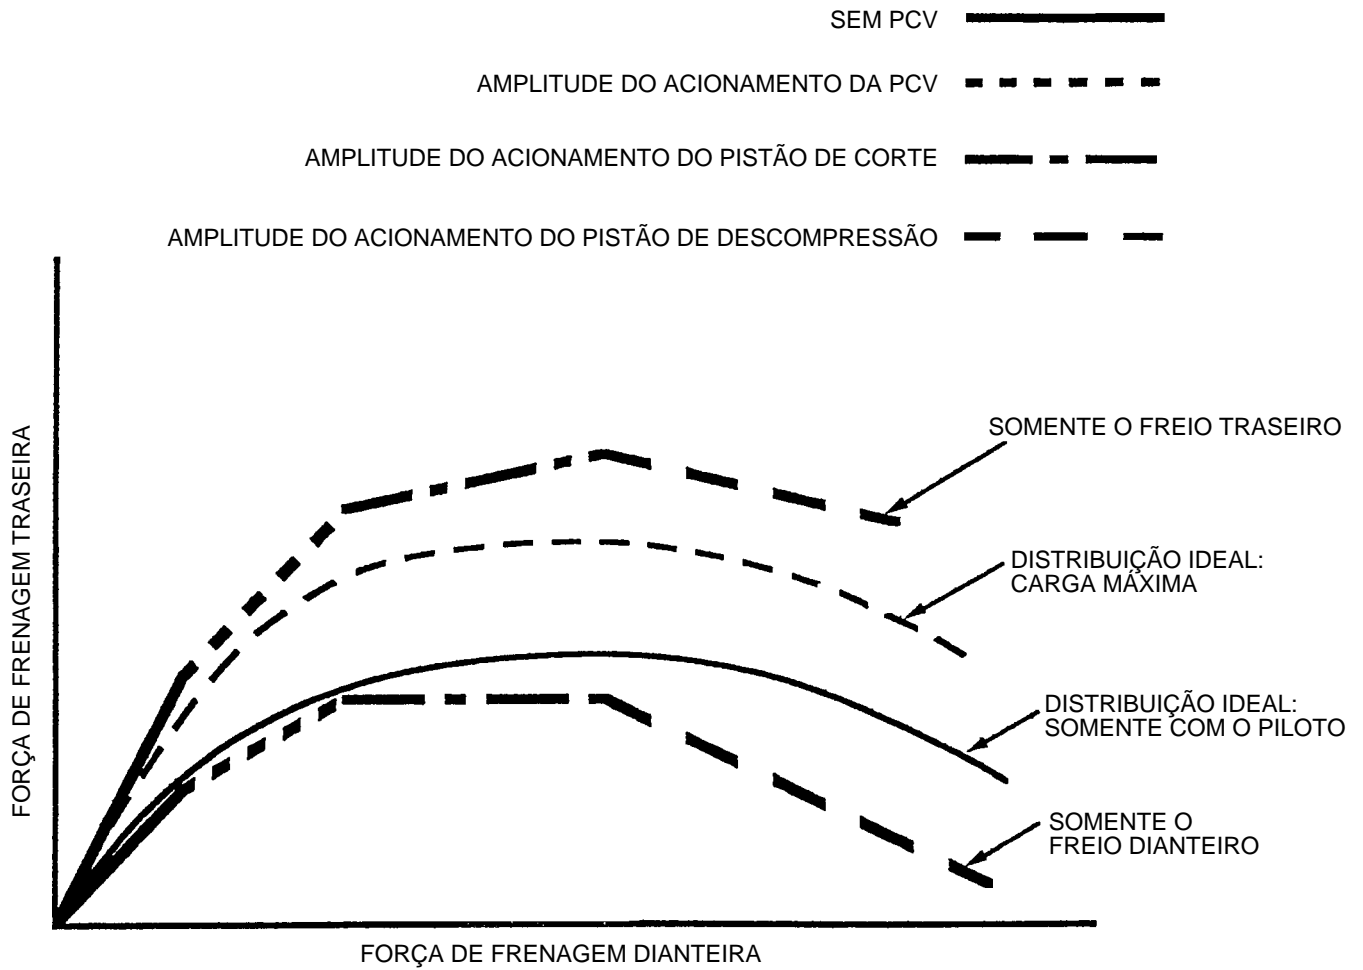 SEM PCV
AMPLITUDE DO ACIONAMENTO DA PCV
AMPLITUDE DO ACIONAMENTO DO PISTÃO DE CORTE
AMPLITUDE DO ACIONAMENTO DO PISTÃO DE DESCOMPRESSÃO
FORÇA DE FRENAGEM TRASEIRA
SOMENTE O FREIO TRASEIRO
DISTRIBUIÇÃO IDEAL:
CARGA MÁXIMA
DISTRIBUIÇÃO IDEAL:
SOMENTE COM O PILOTO
SOMENTE O
FREIO DIANTEIRO
FORÇA DE FRENAGEM DIANTEIRA